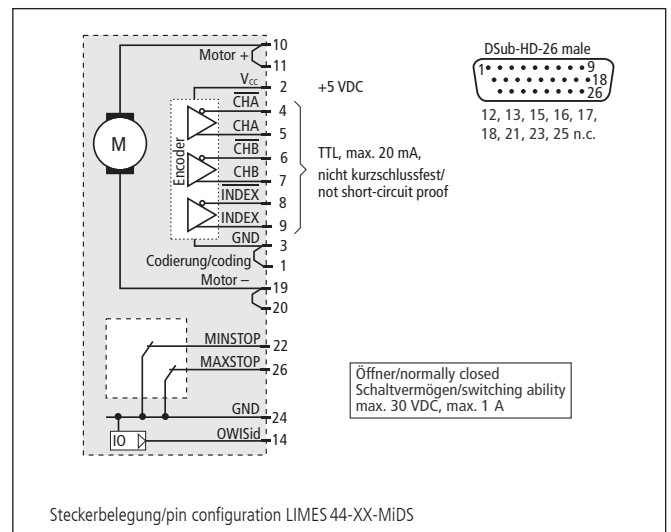 Motor +
10
11
V_CC
2
+5 VDC
C̅H̅A̅
4
CHA
5
C̅H̅B̅
6
CHB
7
I̅N̅D̅E̅X̅
8
INDEX
9
GND
3
Codierung/coding
1
Motor –
19
20
M
Encoder
TTL, max. 20 mA,
nicht kurzschlussfest/
not short-circuit proof
DSub-HD-26 male
1
9
18
26
12, 13, 15, 16, 17,
18, 21, 23, 25 n.c.
MINSTOP
22
MAXSTOP
26
GND
24
IO
OWISid
14
Öffner/normally closed
Schaltvermögen/switching ability
max. 30 VDC, max. 1 A
Steckerbelegung/pin configuration LIMES 44-XX-MiDS